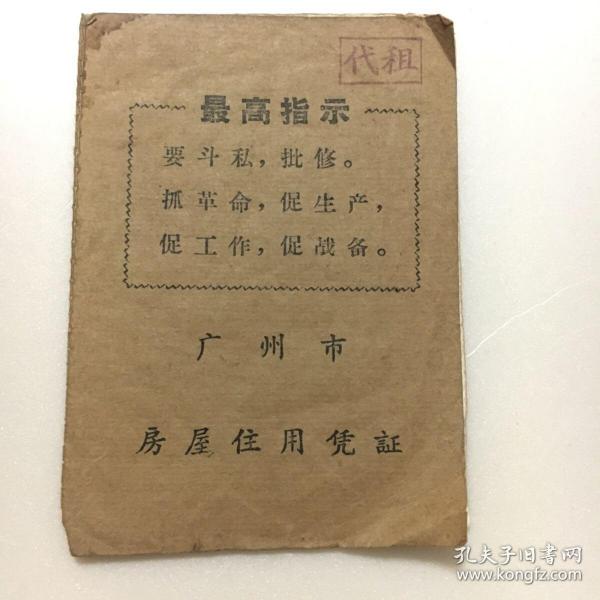 代租
最高指示
要斗私，批修。
抓革命，促生产，
促工作，促战备。
广州市
房屋住用凭証
孔夫子旧書网
www.kongfz.com